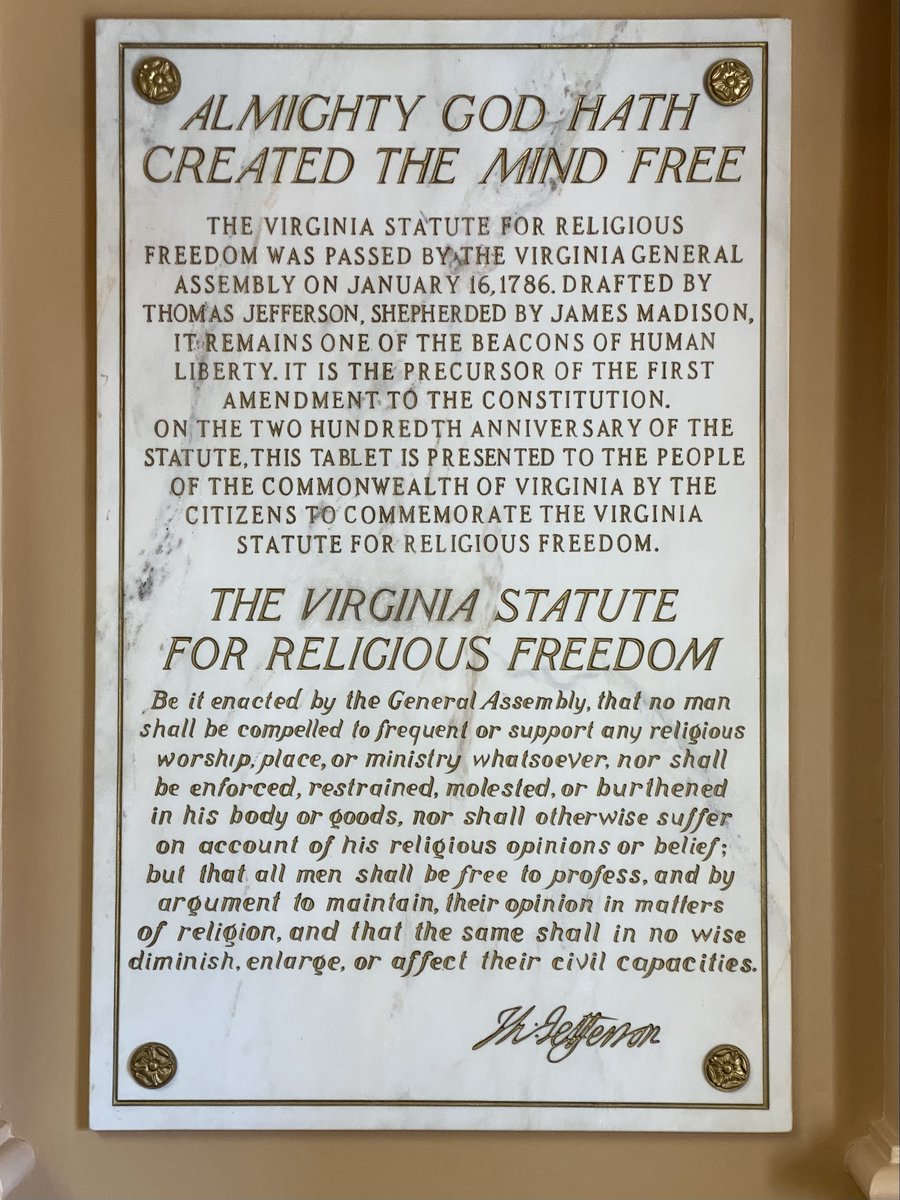 ALMIGHTY GOD HATH
CREATED THE MIND FREE
THE VIRGINIA STATUTE FOR RELIGIOUS
FREEDOM WAS PASSED BY THE VIRGINIA GENERAL
ASSEMBLY ON JANUARY 16, 1786. DRAFTED BY
THOMAS JEFFERSON, SHEPHERDED BY JAMES MADISON,
IT REMAINS ONE OF THE BEACONS OF HUMAN
LIBERTY. IT IS THE PRECURSOR OF THE FIRST
AMENDMENT TO THE CONSTITUTION.
ON THE TWO HUNDREDTH ANNIVERSARY OF THE
STATUTE, THIS TABLET IS PRESENTED TO THE PEOPLE
OF THE COMMONWEALTH OF VIRGINIA BY THE
CITIZENS TO COMMEMORATE THE VIRGINIA
STATUTE FOR RELIGIOUS FREEDOM.
THE VIRGINIA STATUTE
FOR RELIGIOUS FREEDOM
Be it enacted by the General Assembly, that no man
shall be compelled to frequent or support any religious
worship, place, or ministry whatsoever, nor shall
be enforced, restrained, molested, or burthened
in his body or goods, nor shall otherwise suffer
on account of his religious opinions or belief;
but that all men shall be free to profess, and by
argument to maintain, their opinion in matters
of religion, and that the same shall in no wise
diminish, enlarge, or affect their civil capacities.
Th: Jefferson